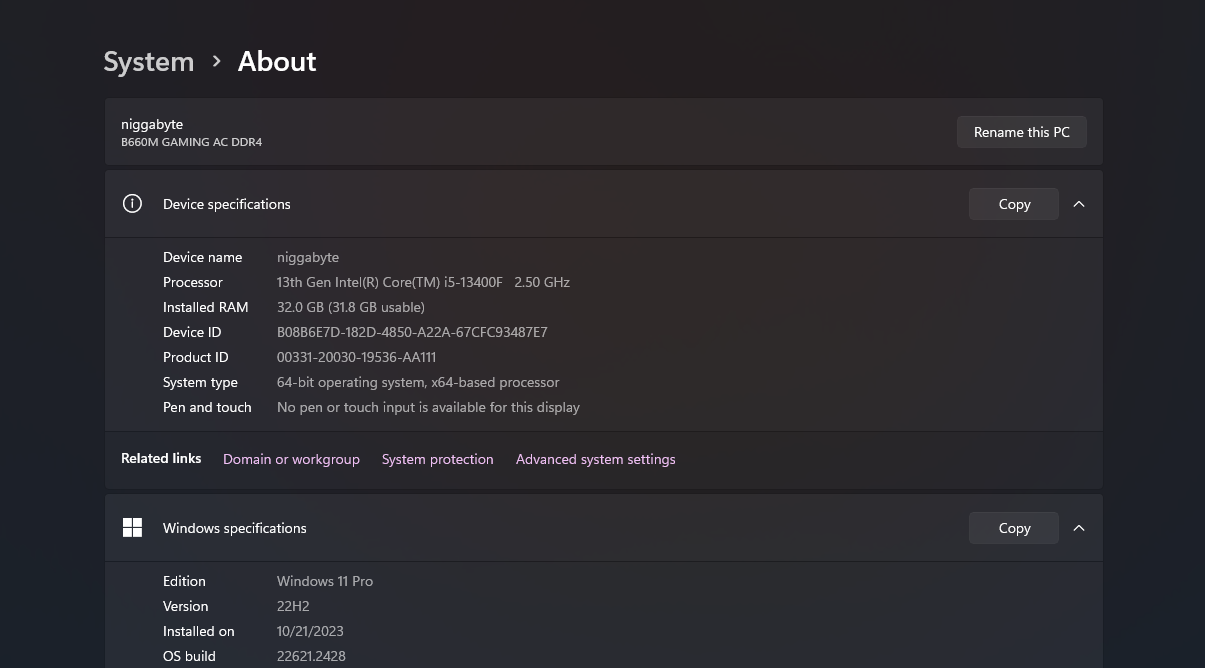 System > About
niggabyte
B660M GAMING AC DDR4
Rename this PC
Device specifications
Copy
Device name niggabyte
Processor 13th Gen Intel(R) Core(TM) i5-13400F 2.50 GHz
Installed RAM 32.0 GB (31.8 GB usable)
Device ID B08B6E7D-182D-4850-A22A-67CFC93487E7
Product ID 00331-20030-19536-AA111
System type 64-bit operating system, x64-based processor
Pen and touch No pen or touch input is available for this display
Related links Domain or workgroup System protection Advanced system settings
Windows specifications
Copy
Edition Windows 11 Pro
Version 22H2
Installed on 10/21/2023
OS build 22621.2428